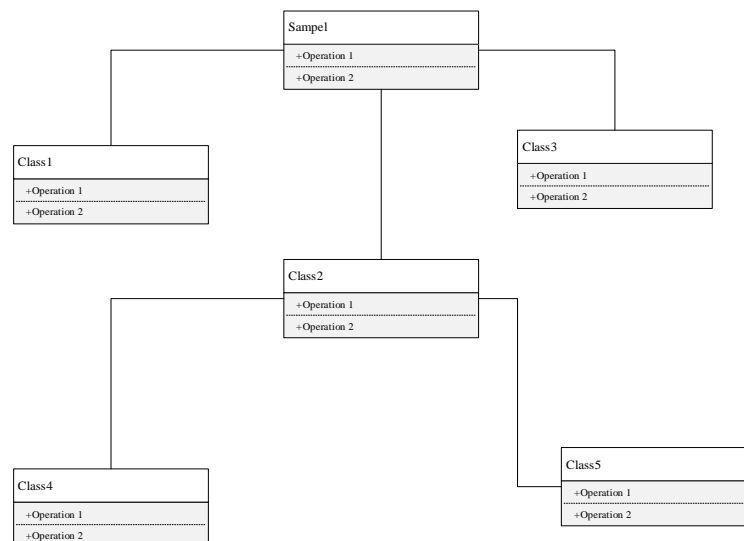 Sampel
+Operation 1
+Operation 2
Class1
+Operation 1
+Operation 2
Class3
+Operation 1
+Operation 2
Class2
+Operation 1
+Operation 2
Class4
+Operation 1
+Operation 2
Class5
+Operation 1
+Operation 2